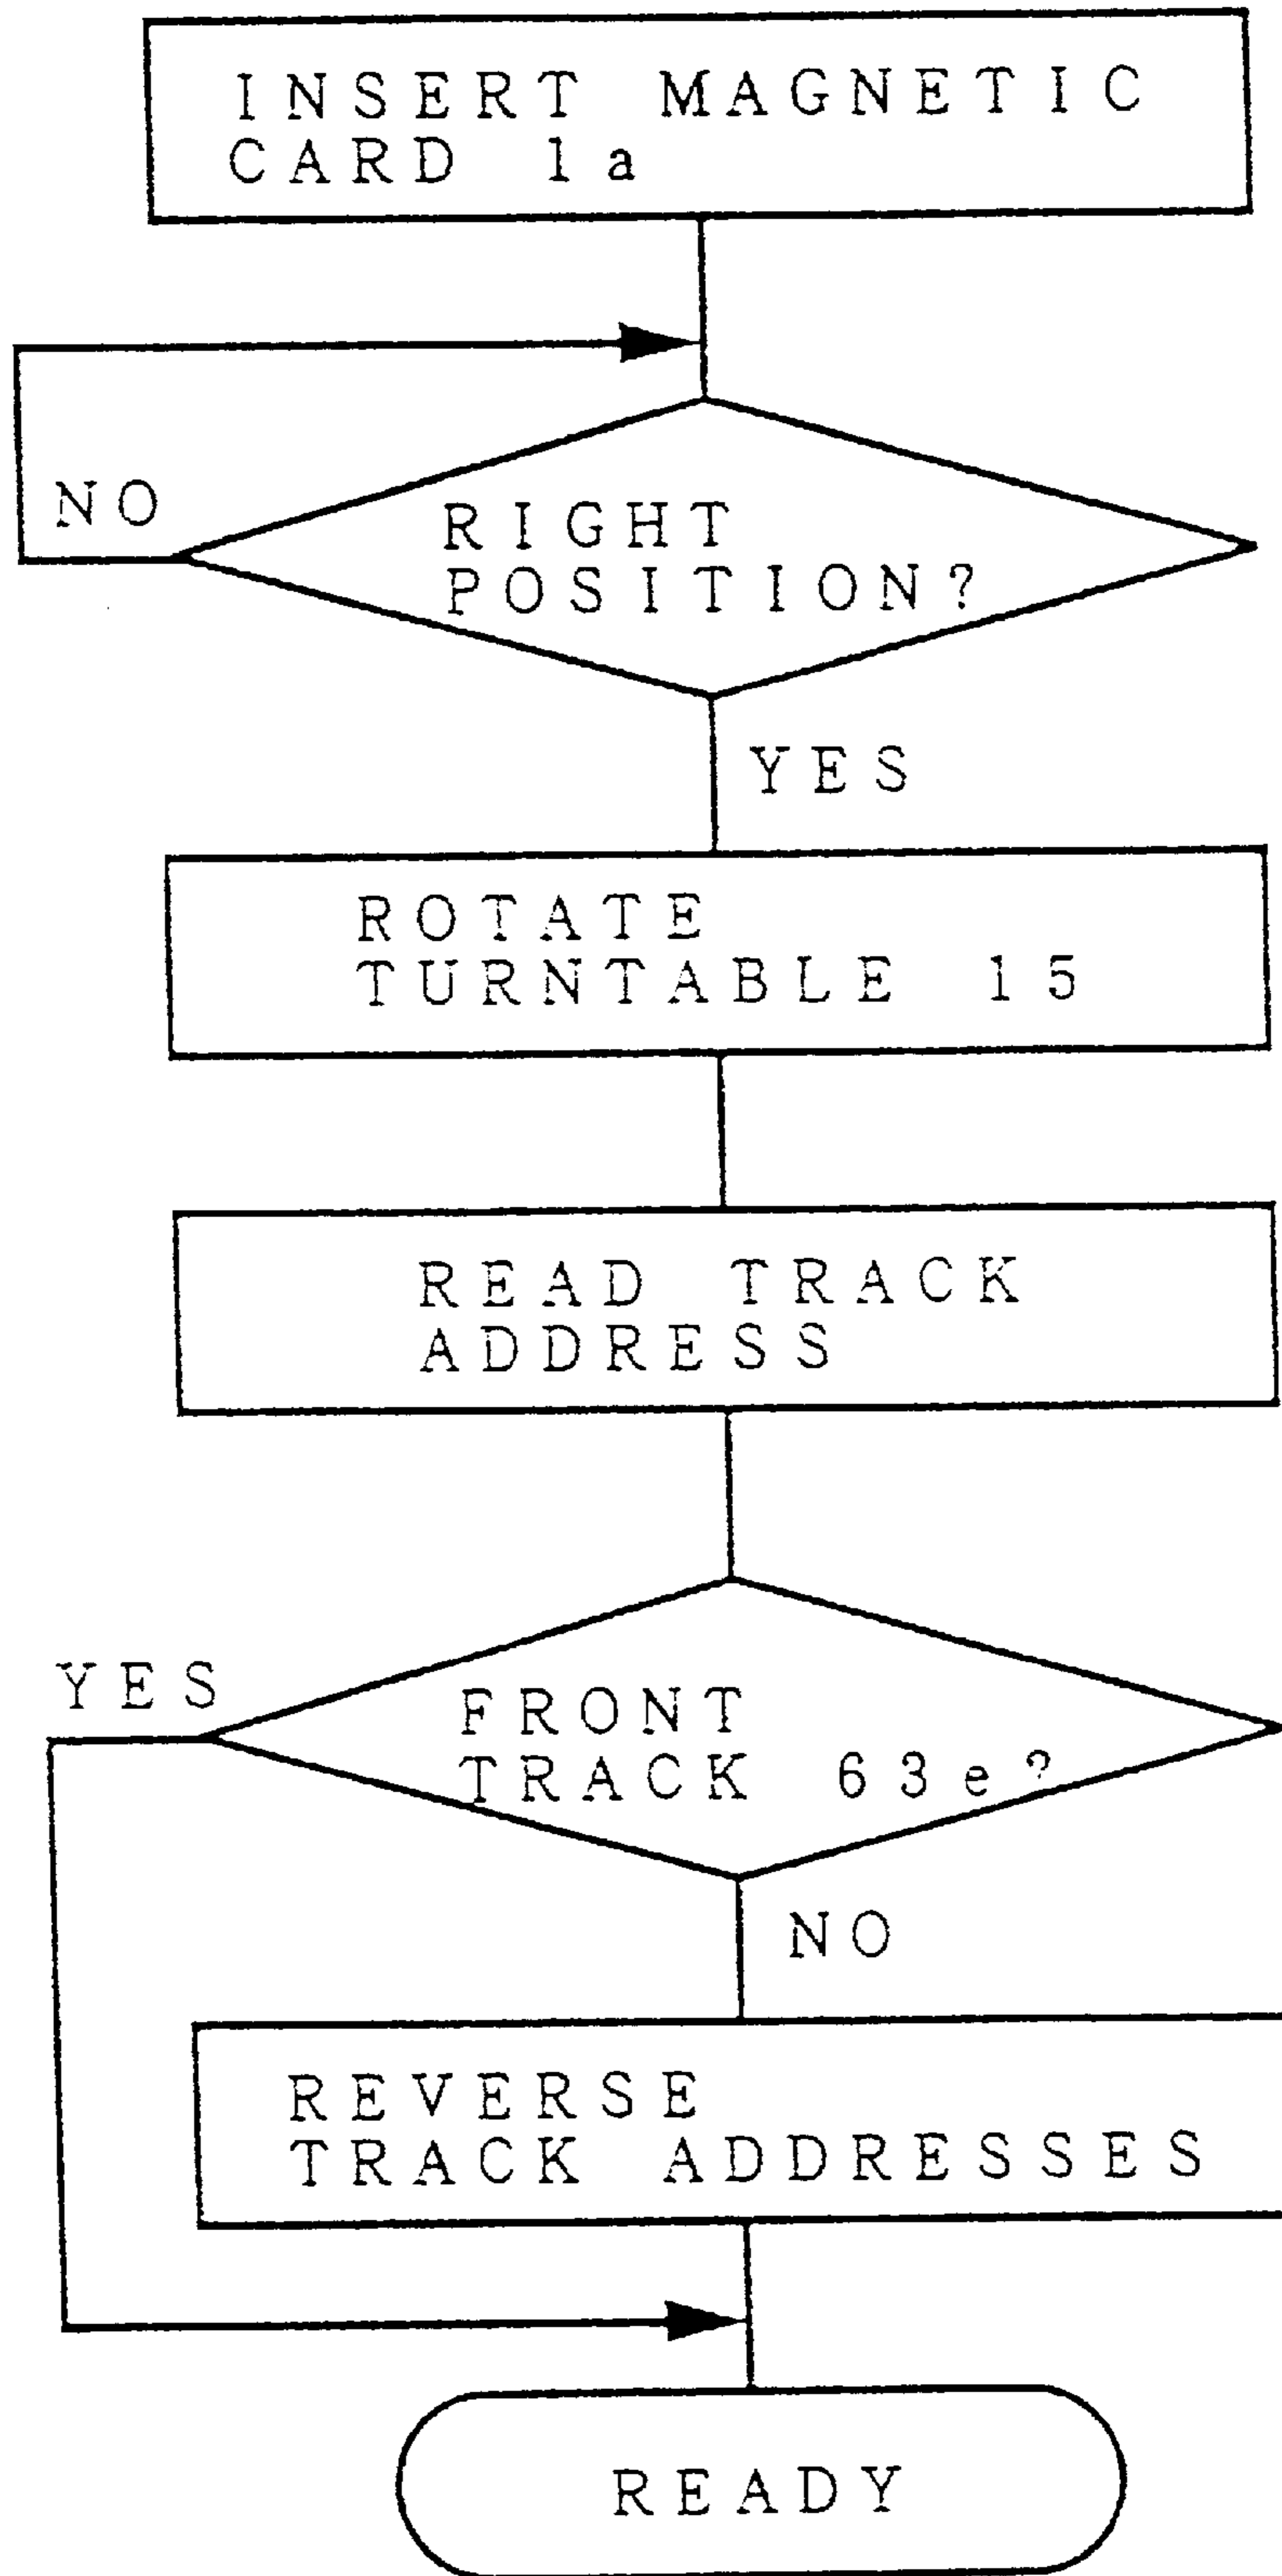 INSERT MAGNETIC
CARD 1a
NO
RIGHT
POSITION?
YES
ROTATE
TURNTABLE 15
READ TRACK
ADDRESS
YES
FRONT
TRACK 63e?
NO
REVERSE
TRACK ADDRESSES
READY